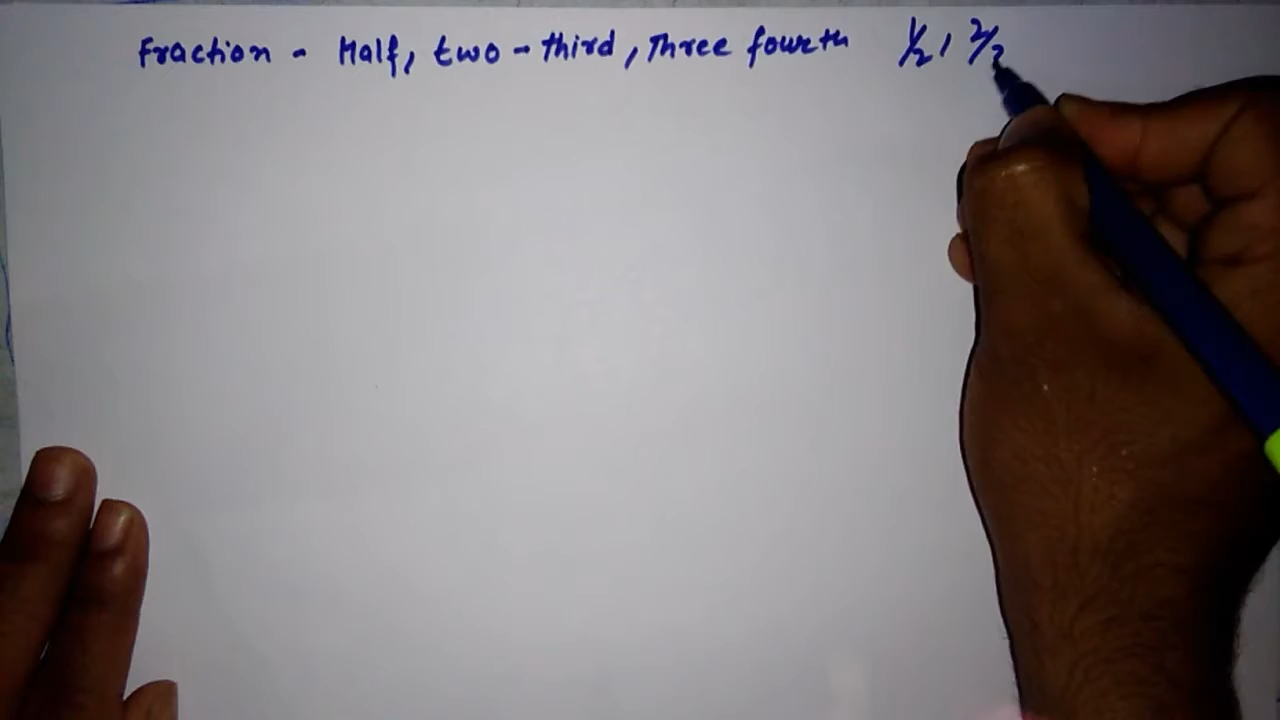 Fraction - Half, two-third, Three fourth 1/2, 2/3